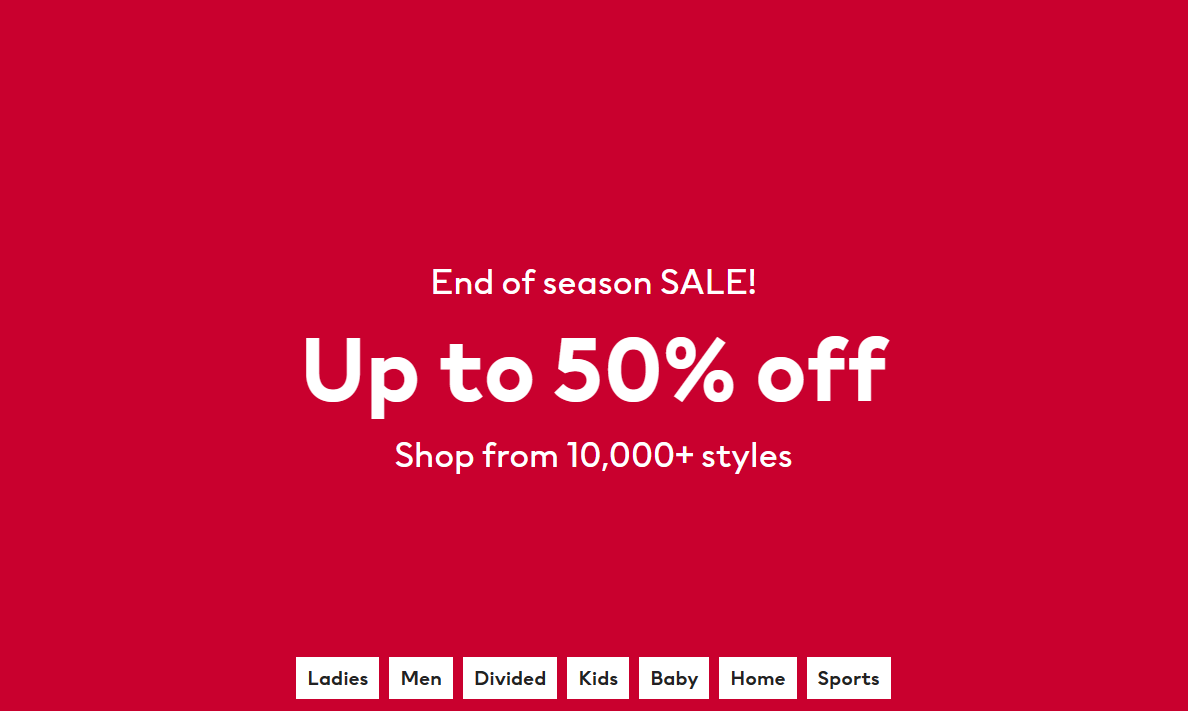 End of season SALE!
Up to 50% off
Shop from 10,000+ styles
Ladies Men Divided Kids Baby Home Sports